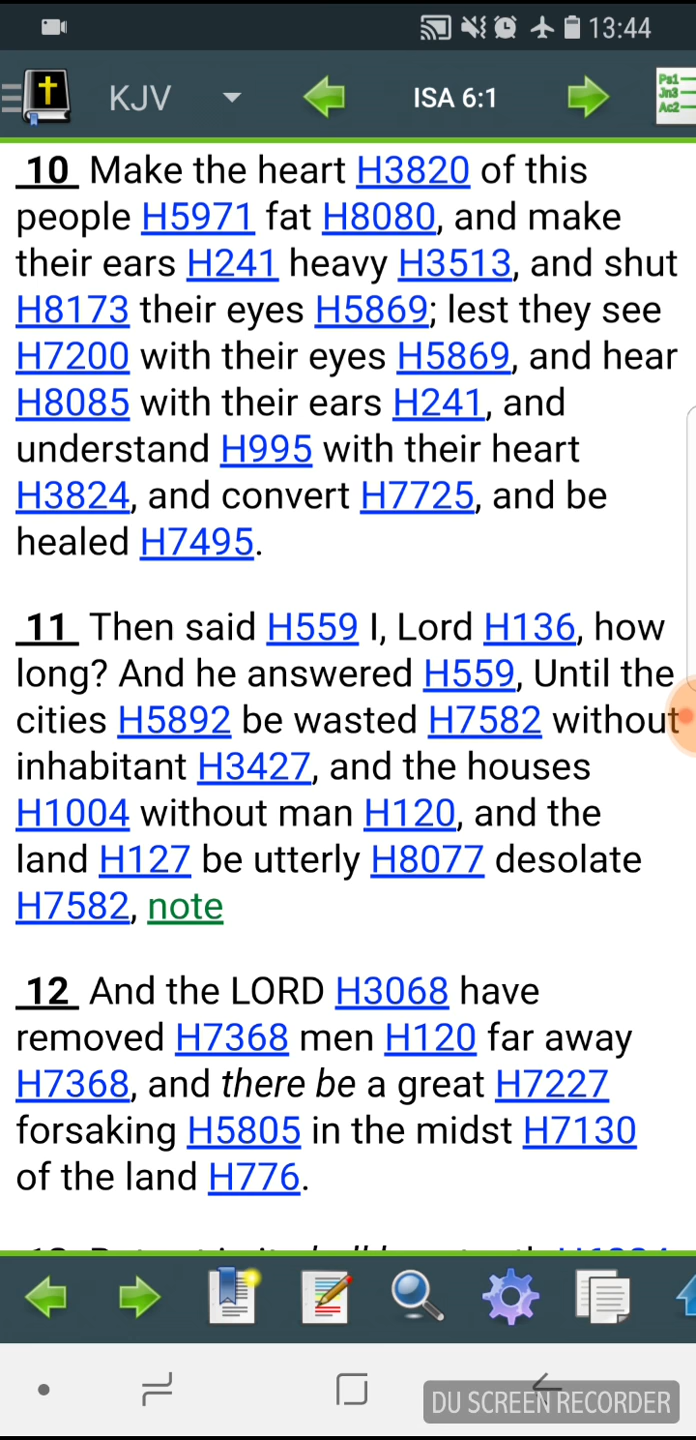 13:44
KJV
ISA 6:1
Ps1
Jn3
Ac2
10 Make the heart H3820 of this
people H5971 fat H8080, and make
their ears H241 heavy H3513, and shut
H8173 their eyes H5869; lest they see
H7200 with their eyes H5869, and hear
H8085 with their ears H241, and
understand H995 with their heart
H3824, and convert H7725, and be
healed H7495.
11 Then said H559 I, Lord H136, how
long? And he answered H559, Until the
cities H5892 be wasted H7582 without
inhabitant H3427, and the houses
H1004 without man H120, and the
land H127 be utterly H8077 desolate
H7582, note
12 And the LORD H3068 have
removed H7368 men H120 far away
H7368, and there be a great H7227
forsaking H5805 in the midst H7130
of the land H776.
DU SCREEN RECORDER